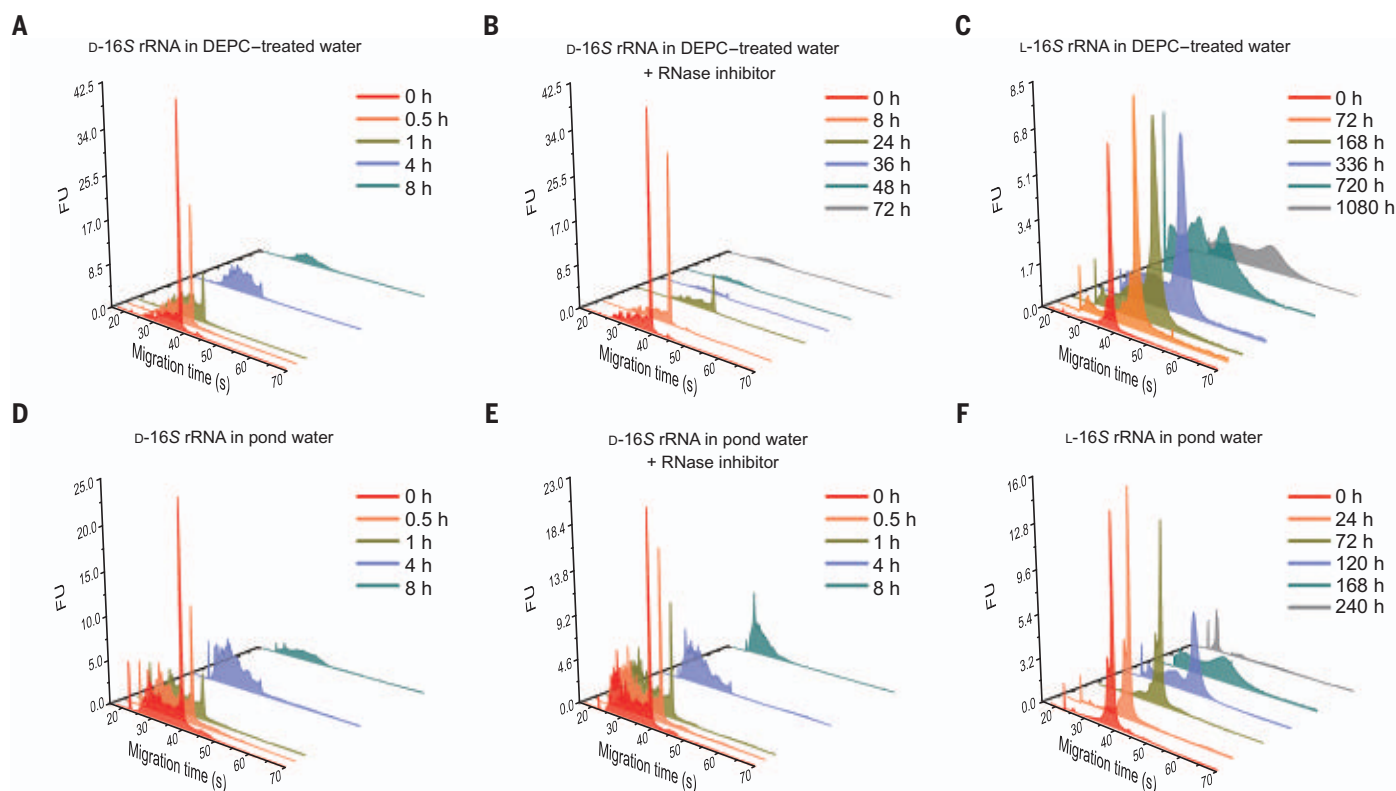 A
D-16S rRNA in DEPC–treated water
42.5
34.0
25.5
17.0
8.5
0.0
FU
20
30
40
50
60
70
Migration time (s)
0 h
0.5 h
1 h
4 h
8 h
B
D-16S rRNA in DEPC–treated water
+ RNase inhibitor
42.5
34.0
25.5
17.0
8.5
0.0
FU
20
30
40
50
60
70
Migration time (s)
0 h
8 h
24 h
36 h
48 h
72 h
C
L-16S rRNA in DEPC–treated water
8.5
6.8
5.1
3.4
1.7
0.0
FU
20
30
40
50
60
70
Migration time (s)
0 h
72 h
168 h
336 h
720 h
1080 h
D
D-16S rRNA in pond water
25.0
20.0
15.0
10.0
5.0
0.0
FU
20
30
40
50
60
70
Migration time (s)
0 h
0.5 h
1 h
4 h
8 h
E
D-16S rRNA in pond water
+ RNase inhibitor
23.0
18.4
13.8
9.2
4.6
0.0
FU
20
30
40
50
60
70
Migration time (s)
0 h
0.5 h
1 h
4 h
8 h
F
L-16S rRNA in pond water
16.0
12.8
9.6
5.4
3.2
0.0
FU
20
30
40
50
60
70
Migration time (s)
0 h
24 h
72 h
120 h
168 h
240 h